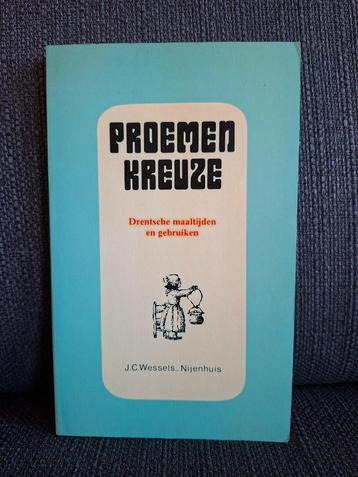 PROEMEN
KREUZE
Drentsche maaltijden
en gebruiken
J.C. Wessels. Nijenhuis